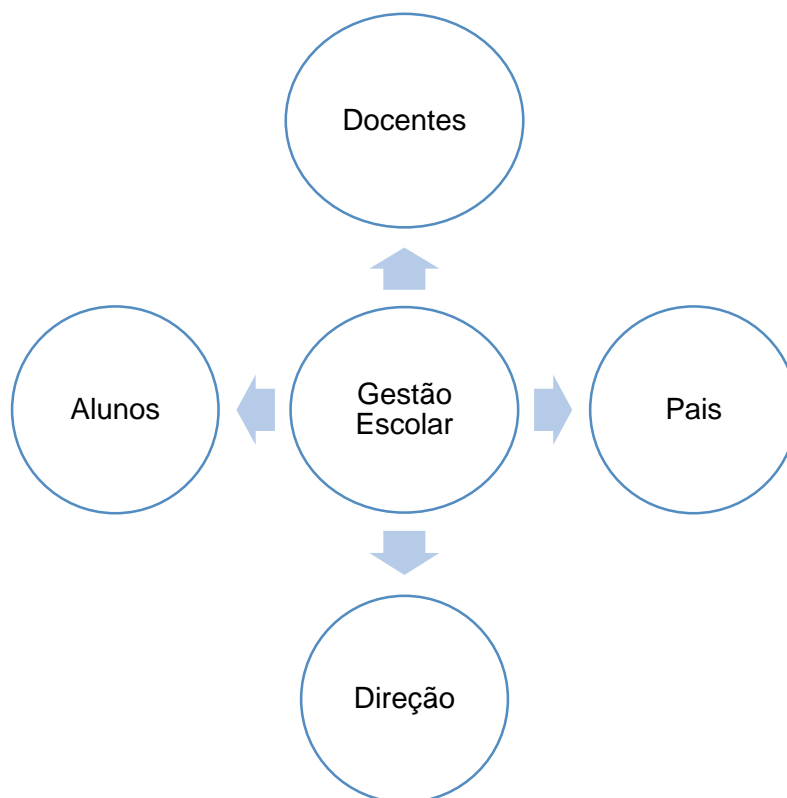 Docentes
Alunos
Gestão
Escolar
Pais
Direção